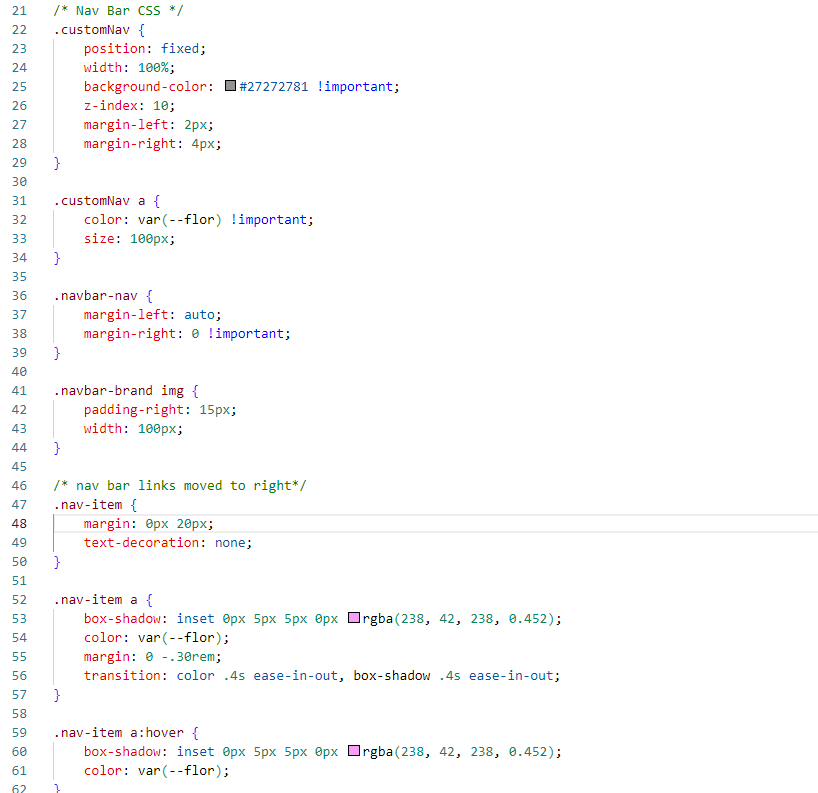 21 /* Nav Bar CSS */
22 .customNav {
23     position: fixed;
24     width: 100%;
25     background-color: #27272781 !important;
26     z-index: 10;
27     margin-left: 2px;
28     margin-right: 4px;
29 }
30
31 .customNav a {
32     color: var(--flor) !important;
33     size: 100px;
34 }
35
36 .navbar-nav {
37     margin-left: auto;
38     margin-right: 0 !important;
39 }
40
41 .navbar-brand img {
42     padding-right: 15px;
43     width: 100px;
44 }
45
46 /* nav bar links moved to right*/
47 .nav-item {
48     margin: 0px 20px;
49     text-decoration: none;
50 }
51
52 .nav-item a {
53     box-shadow: inset 0px 5px 5px 0px rgba(238, 42, 238, 0.452);
54     color: var(--flor);
55     margin: 0 -.30rem;
56     transition: color .4s ease-in-out, box-shadow .4s ease-in-out;
57 }
58
59 .nav-item a:hover {
60     box-shadow: inset 0px 5px 5px 0px rgba(238, 42, 238, 0.452);
61     color: var(--flor);
62 }